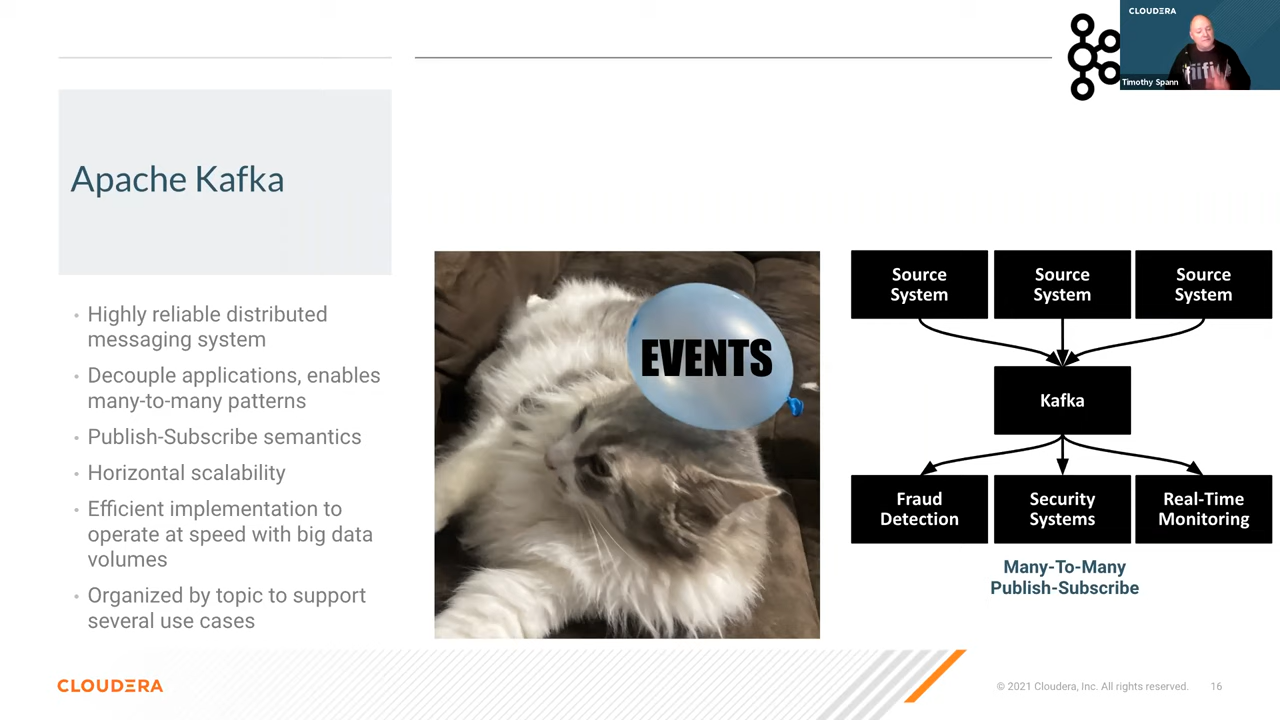 CLOUDERA
Timothy Spann
Apache Kafka
• Highly reliable distributed
messaging system
• Decouple applications, enables
many-to-many patterns
• Publish-Subscribe semantics
• Horizontal scalability
• Efficient implementation to
operate at speed with big data
volumes
• Organized by topic to support
several use cases
EVENTS
Source
System
Source
System
Source
System
Kafka
Fraud
Detection
Security
Systems
Real-Time
Monitoring
Many-To-Many
Publish-Subscribe
CLOUDERA
© 2021 Cloudera, Inc. All rights reserved.
16